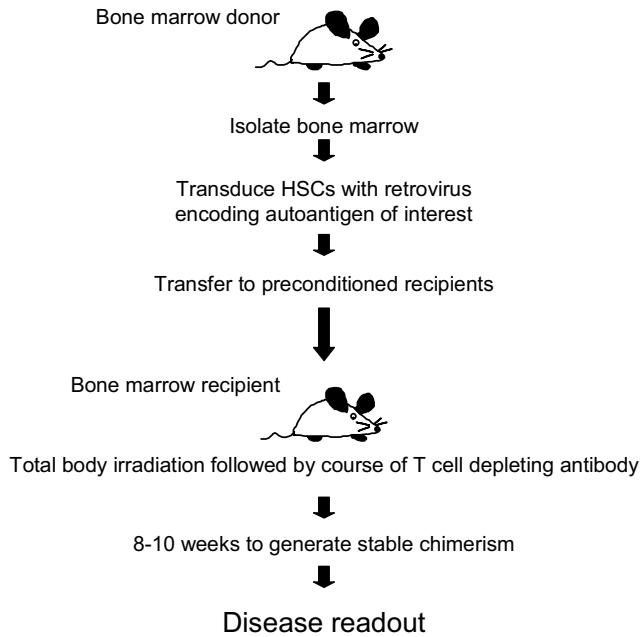 Bone marrow donor
Isolate bone marrow
Transduce HSCs with retrovirus
encoding autoantigen of interest
Transfer to preconditioned recipients
Bone marrow recipient
Total body irradiation followed by course of T cell depleting antibody
8-10 weeks to generate stable chimerism
Disease readout